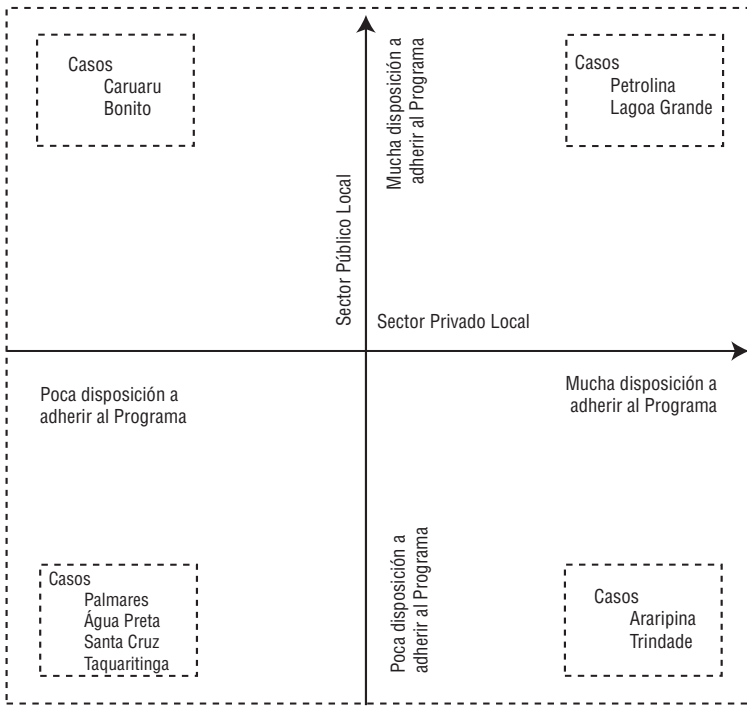 Casos
Caruaru
Bonito
Mucha disposición a
adherir al Programa
Casos
Petrolina
Lagoa Grande
Sector Público Local
Sector Privado Local
Poca disposición a
adherir al Programa
Mucha disposición a
adherir al Programa
Casos
Palmares
Água Preta
Santa Cruz
Taquaritinga
Poca disposición a
adherir al Programa
Casos
Araripina
Trindade